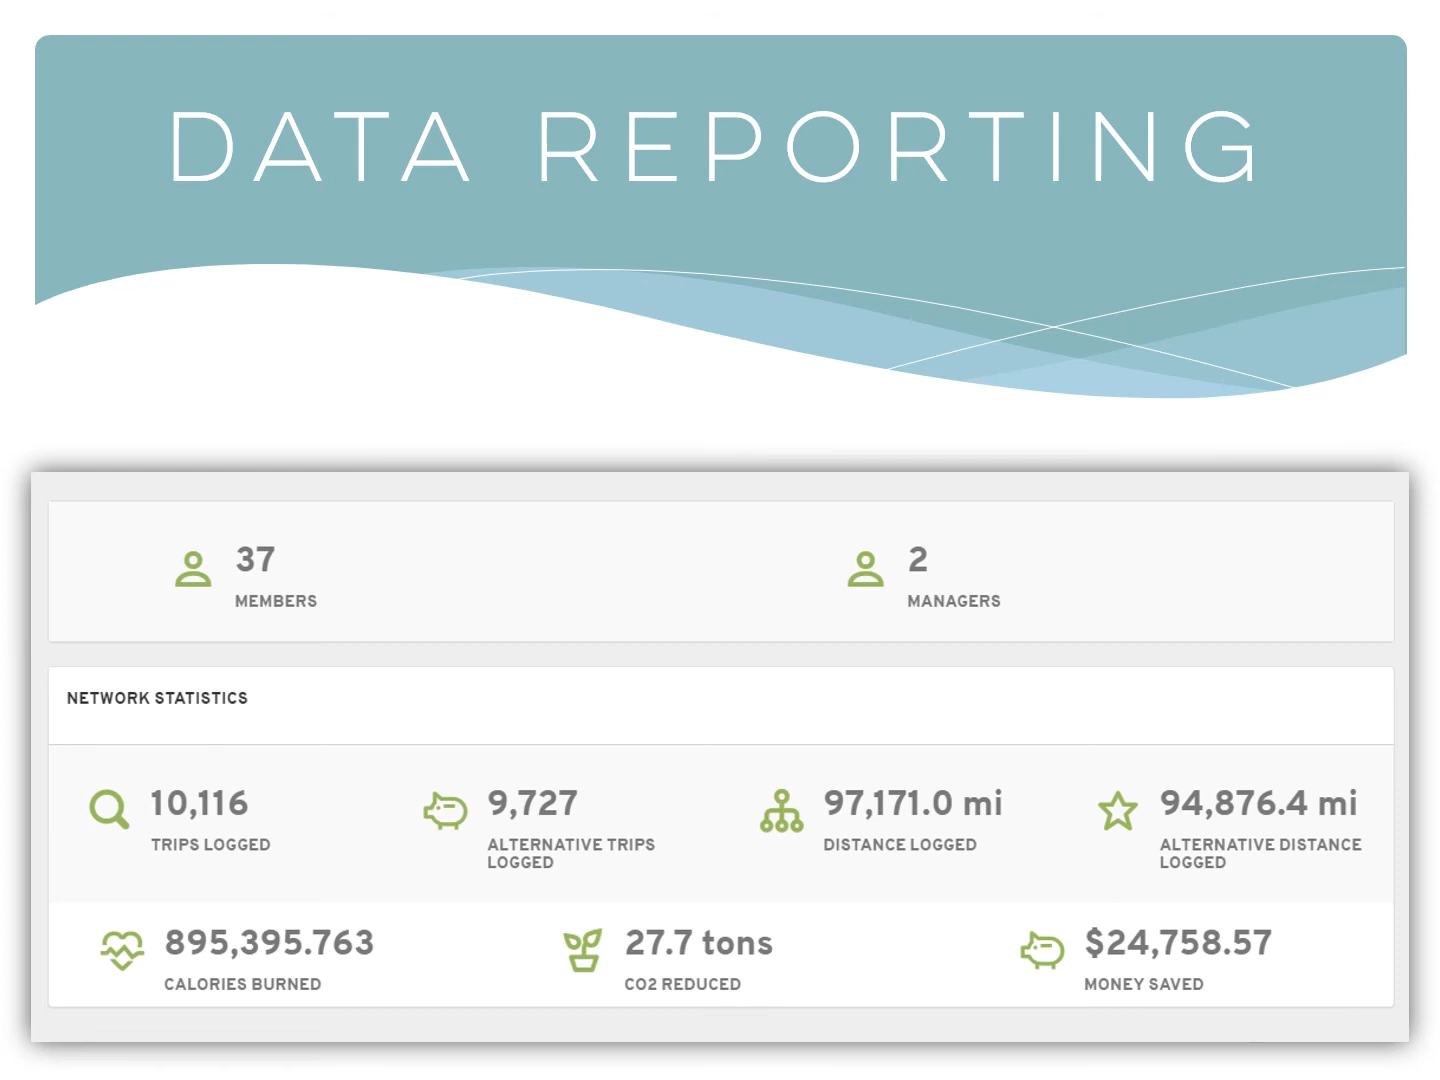 DATA REPORTING
37
MEMBERS
2
MANAGERS
NETWORK STATISTICS
10,116
TRIPS LOGGED
9,727
ALTERNATIVE TRIPS
LOGGED
97,171.0 mi
DISTANCE LOGGED
94,876.4 mi
ALTERNATIVE DISTANCE
LOGGED
895,395.763
CALORIES BURNED
27.7 tons
CO2 REDUCED
$24,758.57
MONEY SAVED